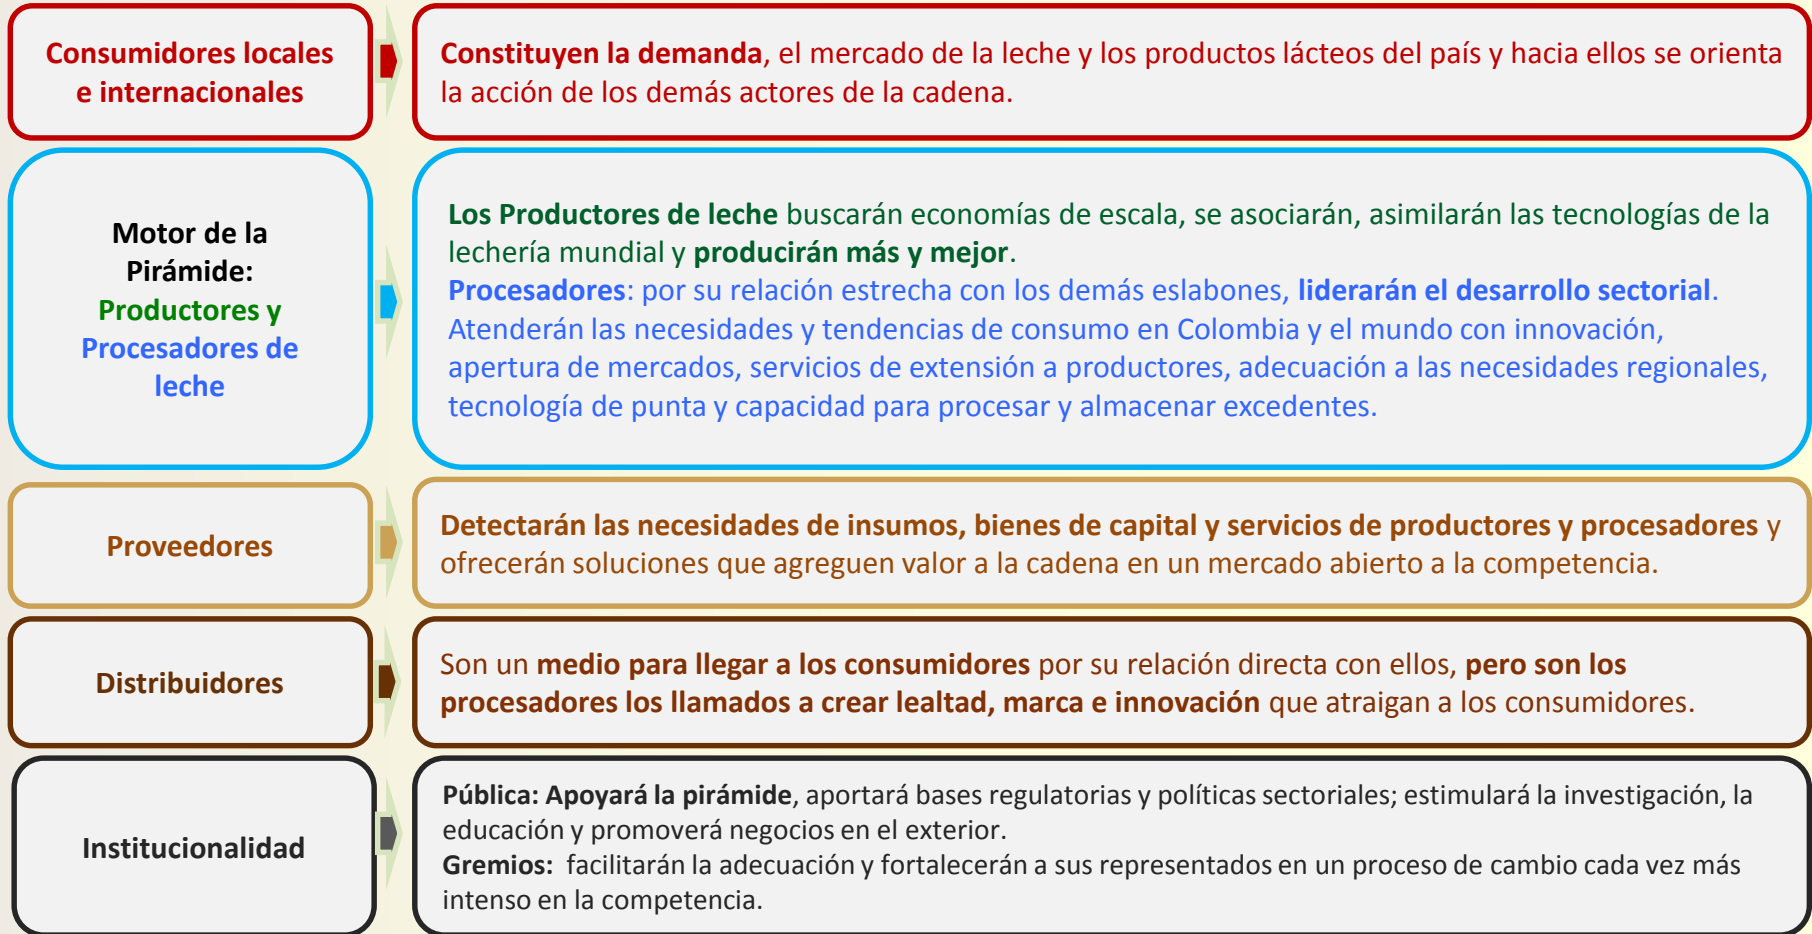 Consumidores locales
e internacionales
Constituyen la demanda, el mercado de la leche y los productos lácteos del país y hacia ellos se orienta
la acción de los demás actores de la cadena.
Motor de la
Pirámide:
Productores y
Procesadores de
leche
Los Productores de leche buscarán economías de escala, se asociarán, asimilarán las tecnologías de la
lechería mundial y producirán más y mejor.
Procesadores: por su relación estrecha con los demás eslabones, liderarán el desarrollo sectorial.
Atenderán las necesidades y tendencias de consumo en Colombia y el mundo con innovación,
apertura de mercados, servicios de extensión a productores, adecuación a las necesidades regionales,
tecnología de punta y capacidad para procesar y almacenar excedentes.
Proveedores
Detectarán las necesidades de insumos, bienes de capital y servicios de productores y procesadores y
ofrecerán soluciones que agreguen valor a la cadena en un mercado abierto a la competencia.
Distribuidores
Son un medio para llegar a los consumidores por su relación directa con ellos, pero son los
procesadores los llamados a crear lealtad, marca e innovación que atraigan a los consumidores.
Institucionalidad
Pública: Apoyará la pirámide, aportará bases regulatorias y políticas sectoriales; estimulará la investigación, la
educación y promoverá negocios en el exterior.
Gremios: facilitarán la adecuación y fortalecerán a sus representados en un proceso de cambio cada vez más
intenso en la competencia.